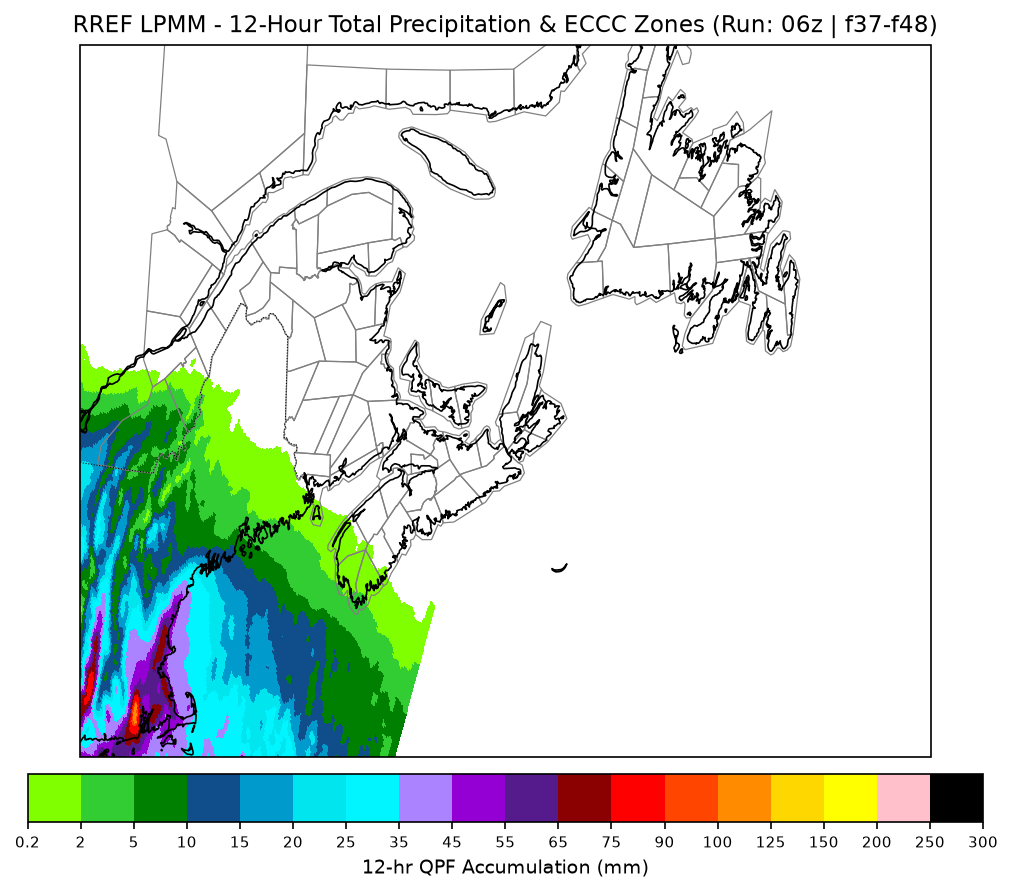 RREF LPMM - 12-Hour Total Precipitation & ECCC Zones (Run: 06z | f37-f48)
0.2 2 5 10 15 20 25 35 45 55 65 75 90 100 125 150 200 250 300
12-hr QPF Accumulation (mm)